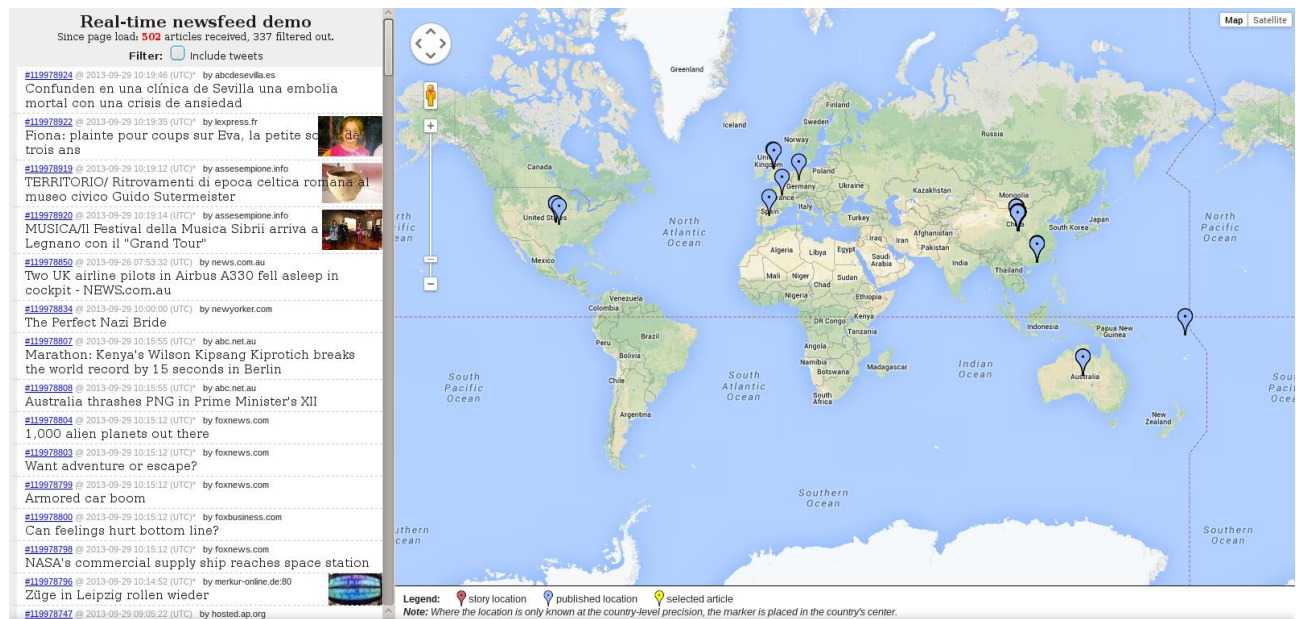 Real-time newsfeed demo
Since page load: 502 articles received, 337 filtered out.
Filter: Include tweets
#119978924 @ 2013-09-29 10:19:46 (UTC)* by abcdesevilla.es
Confunden en una clínica de Sevilla una embolia
mortal con una crisis de ansiedad
#119978922 @ 2013-09-29 10:19:35 (UTC)* by lexpress.fr
Fiona: plainte pour coups sur Eva, la petite so de
trois ans
#119978919 @ 2013-09-29 10:19:12 (UTC)* by assesempione.info
TERRITORIO/ Ritrovamenti di epoca celtica romana al
museo civico Guido Sutermeister
#119978920 @ 2013-09-29 10:19:14 (UTC)* by assesempione.info
MUSICA/Il Festival della Musica Sibrii arriva a
Legnano con il "Grand Tour"
#119978850 @ 2013-09-26 07:53:32 (UTC)* by news.com.au
Two UK airline pilots in Airbus A330 fell asleep in
cockpit - NEWS.com.au
#119978834 @ 2013-09-29 10:00:00 (UTC)* by newyorker.com
The Perfect Nazi Bride
#119978807 @ 2013-09-29 10:15:55 (UTC)* by abc.net.au
Marathon: Kenya's Wilson Kipsang Kiprotich breaks
the world record by 15 seconds in Berlin
#119978808 @ 2013-09-29 10:15:55 (UTC)* by abc.net.au
Australia thrashes PNG in Prime Minister's XII
#119978804 @ 2013-09-29 10:15:12 (UTC)* by foxnews.com
1,000 alien planets out there
#119978803 @ 2013-09-29 10:15:12 (UTC)* by foxnews.com
Want adventure or escape?
#119978799 @ 2013-09-29 10:15:12 (UTC)* by foxnews.com
Armored car boom
#119978800 @ 2013-09-29 10:15:12 (UTC)* by foxbusiness.com
Can feelings hurt bottom line?
#119978798 @ 2013-09-29 10:15:12 (UTC)* by foxnews.com
NASA's commercial supply ship reaches space station
#119978796 @ 2013-09-29 10:14:52 (UTC)* by merkur-online.de:80
Züge in Leipzig rollen wieder
#119978747 @ 2013-09-29 09:05:22 (UTC)* by hosted.ap.org
Map Satellite
Greenland
Iceland
Finland
Sweden
Norway
Russia
United
Kingdom
Poland
Germany
Ukraine
France
Spain
Italy
Turkey
Kazakhstan
Mongolia
China
South Korea
Japan
Canada
United States
Mexico
North
Atlantic
Ocean
North
Pacific
Ocean
rth
ific
ean
Algeria
Libya
Egypt
Iraq
Iran
Afghanistan
Pakistan
Saudi
Arabia
India
Thailand
Mali
Niger
Chad
Sudan
Nigeria
Ethiopia
DR Congo
Kenya
Tanzania
Angola
Namibia
Botswana
Madagascar
South
Africa
Venezuela
Colombia
Brazil
Peru
Bolivia
Chile
Argentina
Indonesia
Papua New
Guinea
Australia
New
Zealand
Indian
Ocean
South
Pacific
Ocean
South
Atlantic
Ocean
Sou
Paci
Oce
Southern
Ocean
uthern
cean
Southern
Ocean
Legend: story location published location selected article
Note: Where the location is only known at the country-level precision, the marker is placed in the country's center.